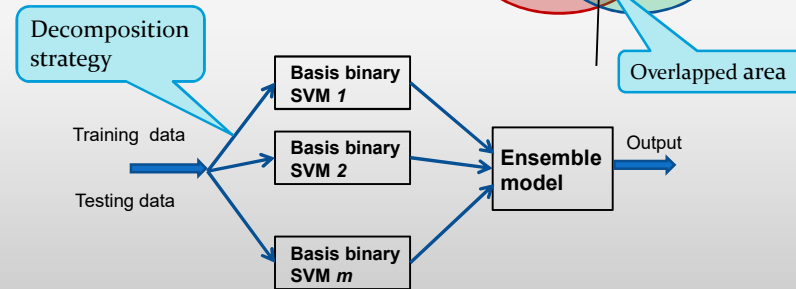 Decomposition
strategy
Overlapped area
Basis binary
SVM 1
Training data
Testing data
Basis binary
SVM 2
Ensemble
model
Output
Basis binary
SVM m